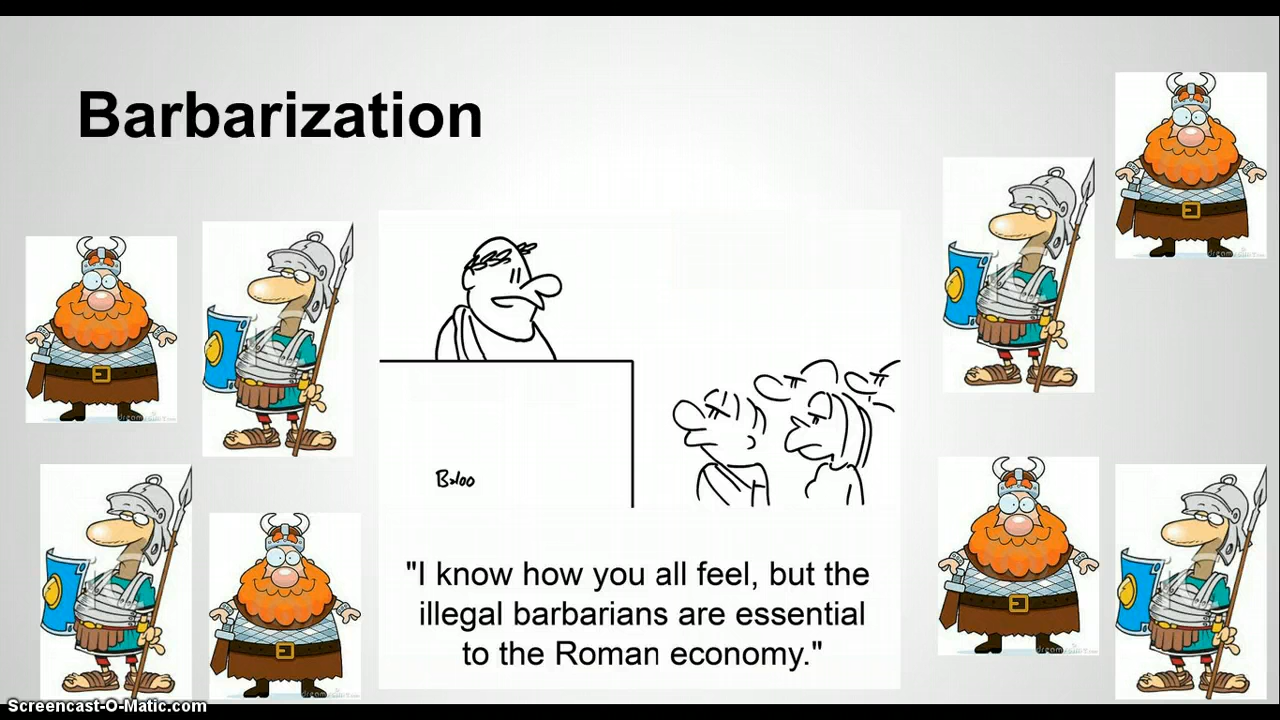 Barbarization
Baloo
"I know how you all feel, but the
illegal barbarians are essential
to the Roman economy."
Screencast-O-Matic.com